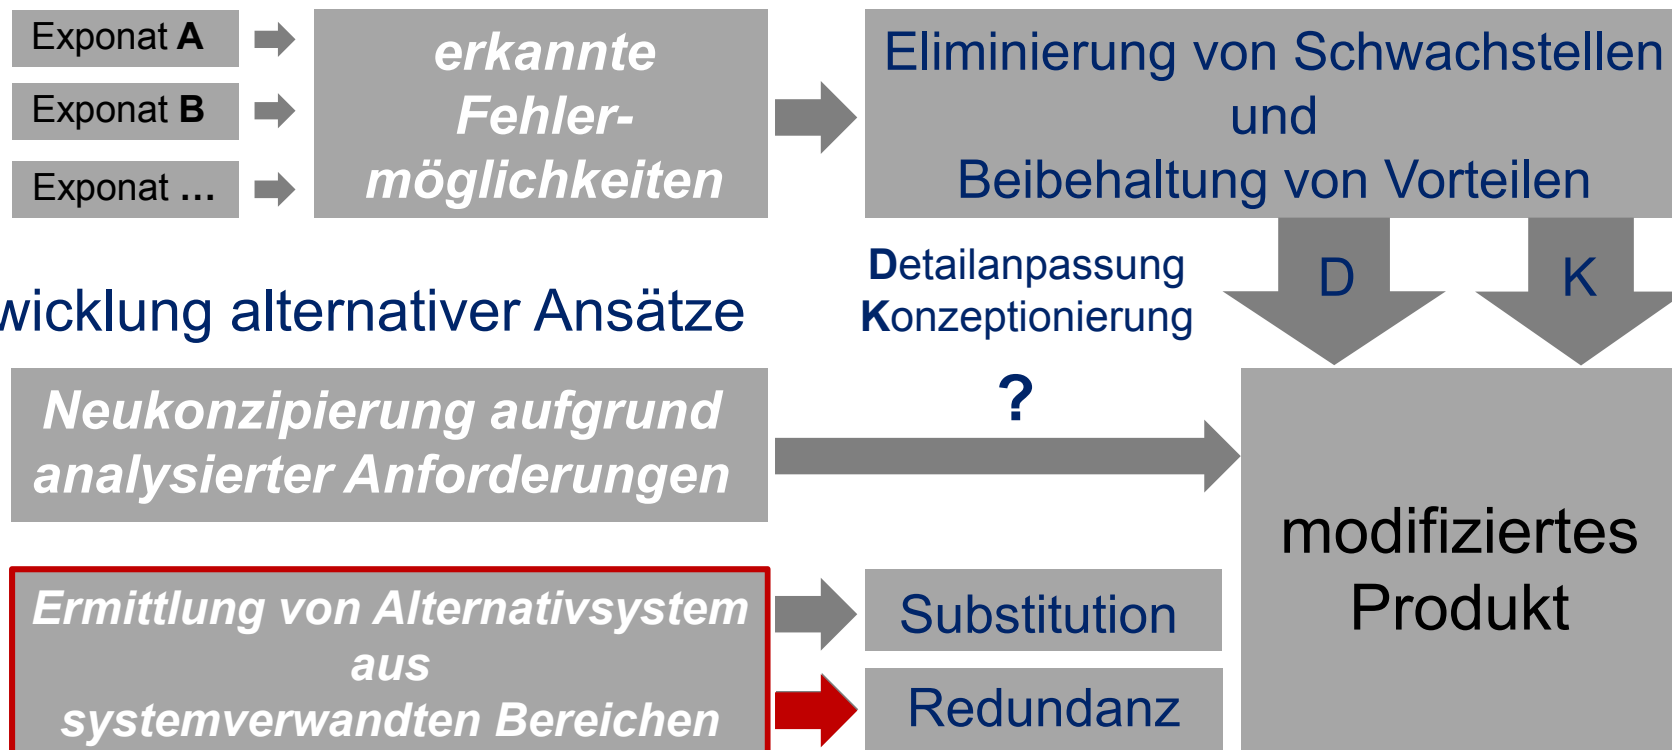 Exponat A
Exponat B
Exponat ...
erkannte
Fehler-
möglichkeiten
Eliminierung von Schwachstellen
und
Beibehaltung von Vorteilen
wicklung alternativer Ansätze
Detailanpassung
Konzeptionierung
D
K
Neukonzipierung aufgrund
analysierter Anforderungen
?
modifiziertes
Produkt
Ermittlung von Alternativsystem
aus
systemverwandten Bereichen
Substitution
Redundanz